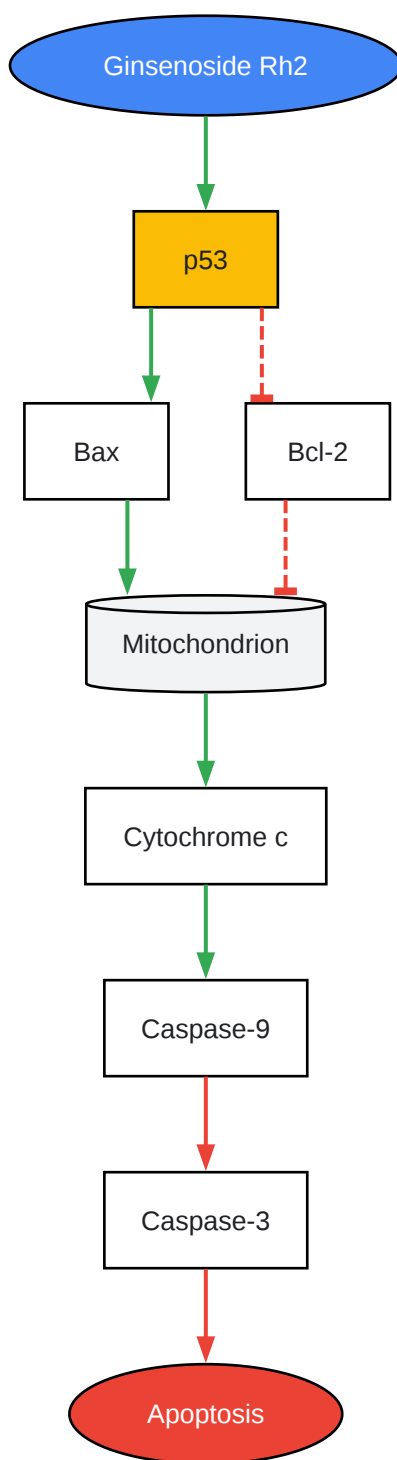 Ginsenoside Rh2
p53
Bax
Bcl-2
Mitochondrion
Cytochrome c
Caspase-9
Caspase-3
Apoptosis